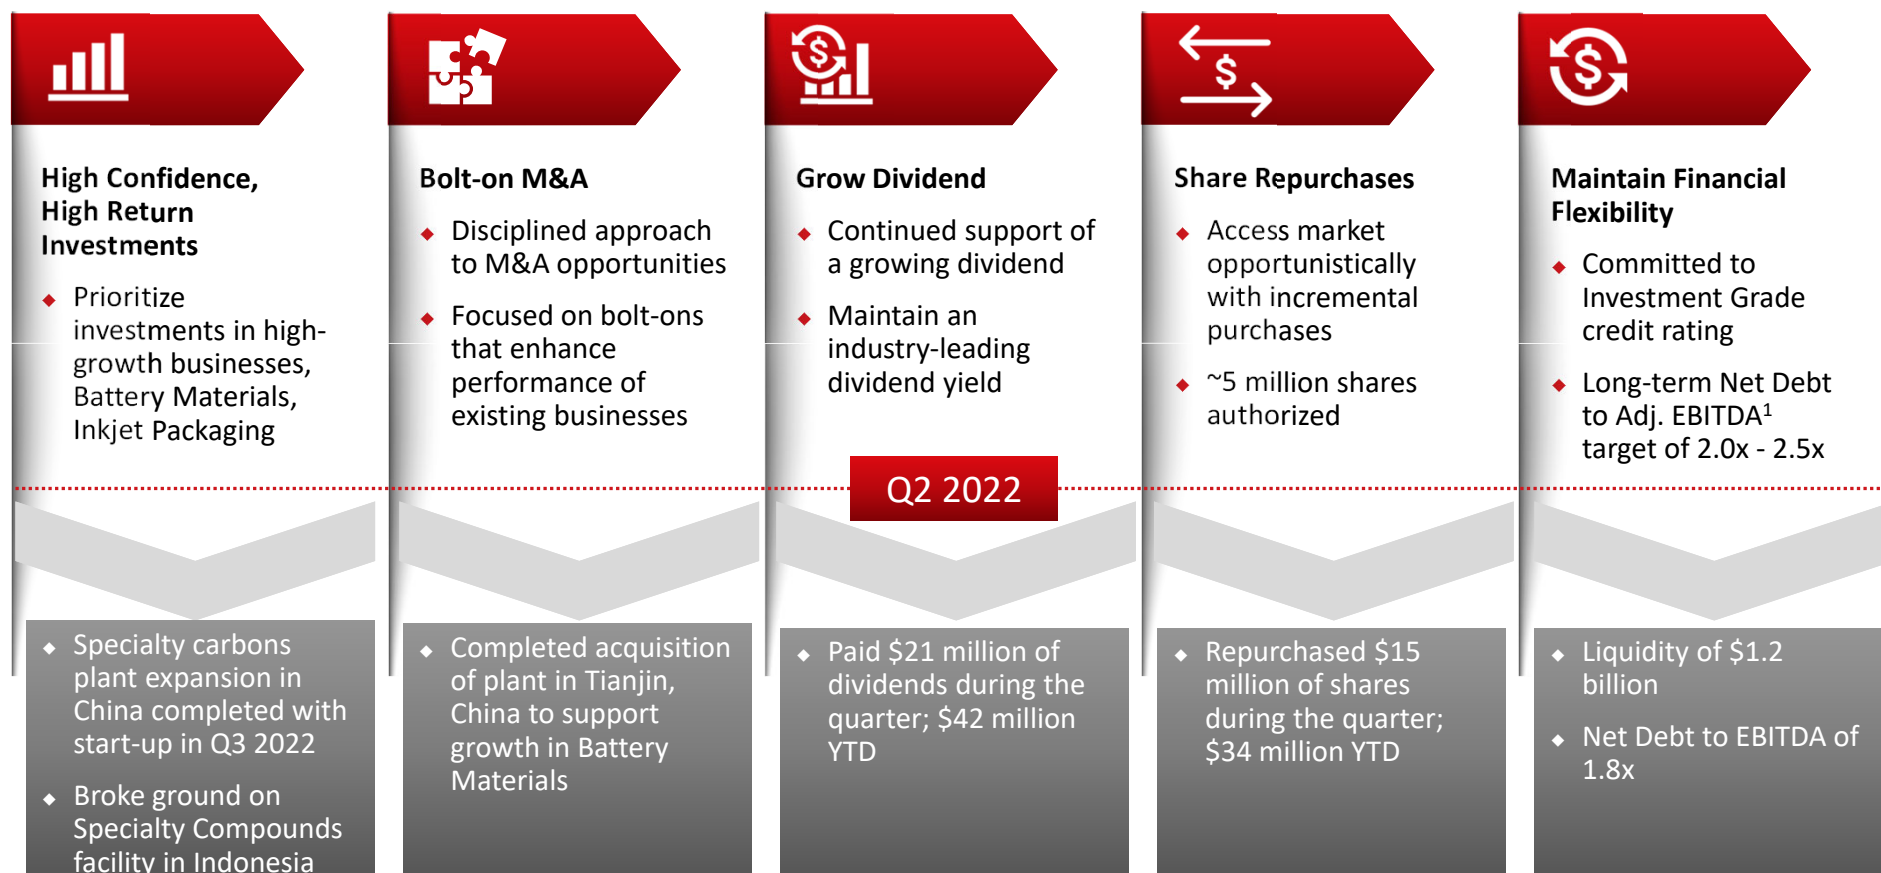 High Confidence,
High Return
Investments
Prioritize
investments in high-
growth businesses,
Battery Materials,
Inkjet Packaging
Bolt-on M&A
Disciplined approach
to M&A opportunities
Focused on bolt-ons
that enhance
performance of
existing businesses
Grow Dividend
Continued support of
a growing dividend
Maintain an
industry-leading
dividend yield
Share Repurchases
Access market
opportunistically
with incremental
purchases
~5 million shares
authorized
Maintain Financial
Flexibility
Committed to
Investment Grade
credit rating
Long-term Net Debt
to Adj. EBITDA¹
target of 2.0x - 2.5x
Q2 2022
Specialty carbons
plant expansion in
China completed with
start-up in Q3 2022
Broke ground on
Specialty Compounds
facility in Indonesia
Completed acquisition
of plant in Tianjin,
China to support
growth in Battery
Materials
Paid $21 million of
dividends during the
quarter; $42 million
YTD
Repurchased $15
million of shares
during the quarter;
$34 million YTD
Liquidity of $1.2
billion
Net Debt to EBITDA of
1.8x